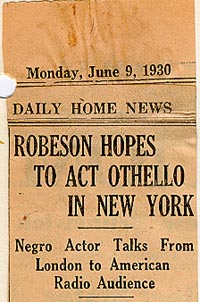 Monday, June 9, 1930
DAILY HOME NEWS
ROBESON HOPES
TO ACT OTHELLO
IN NEW YORK
Negro Actor Talks From
London to American
Radio Audience